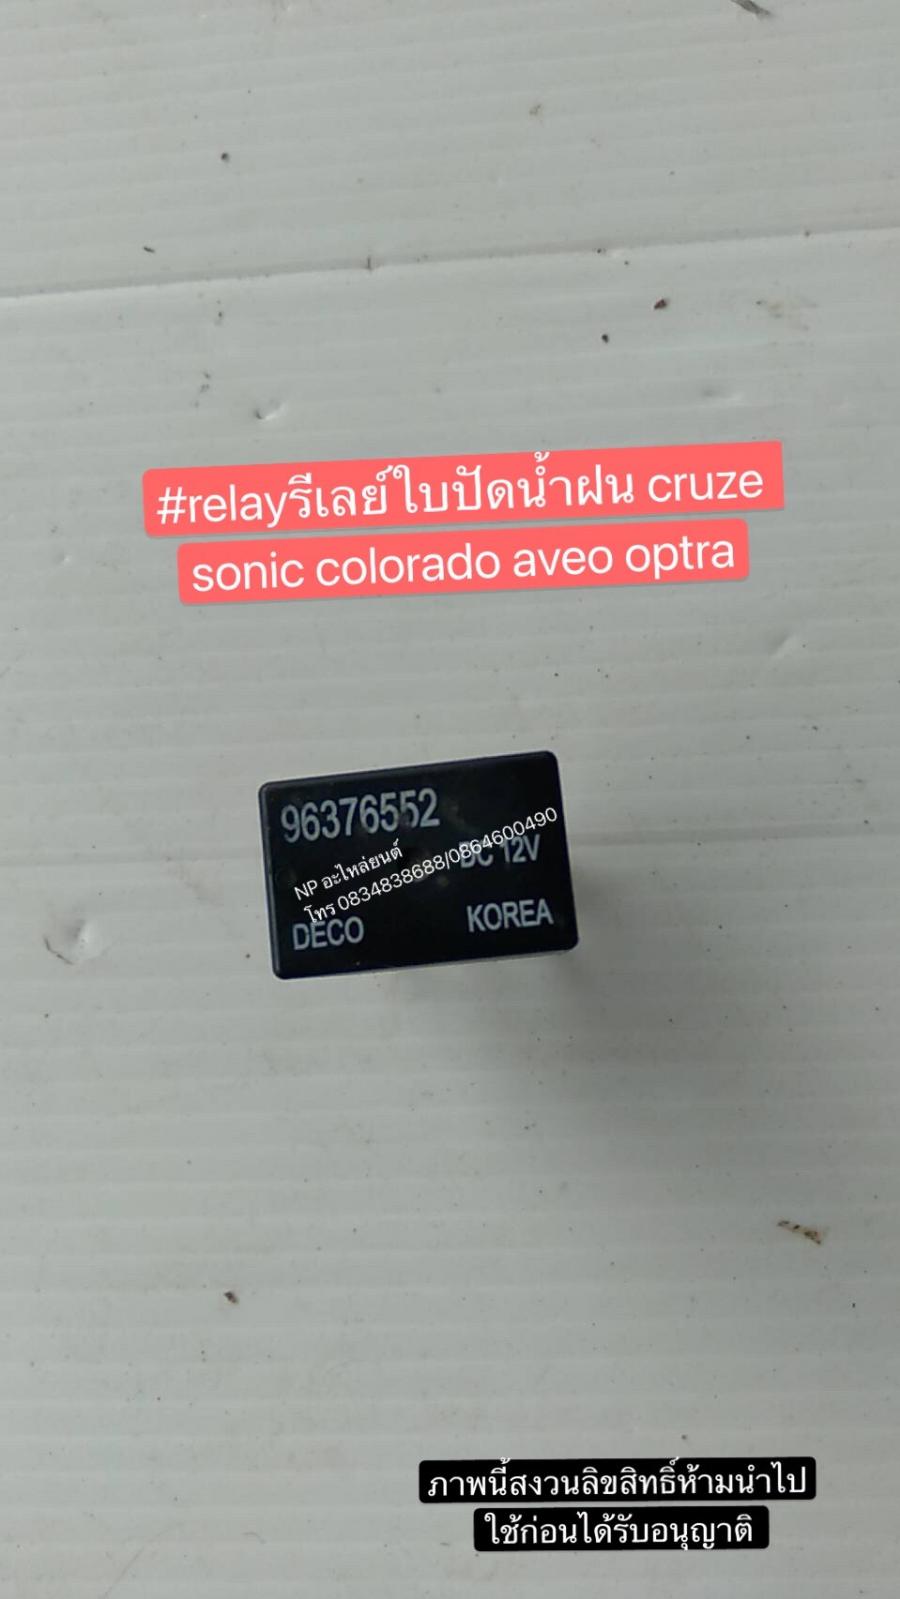 #relayรีเลย์ใบปัดน้ำฝน cruze
sonic colorado aveo optra
96376552
DC 12V
NP อะไหล่ยนต์
โทร 0834838688/0864600490
DECO
KOREA
ภาพนี้สงวนลิขสิทธิ์ห้ามนำไป
ใช้ก่อนได้รับอนุญาติ